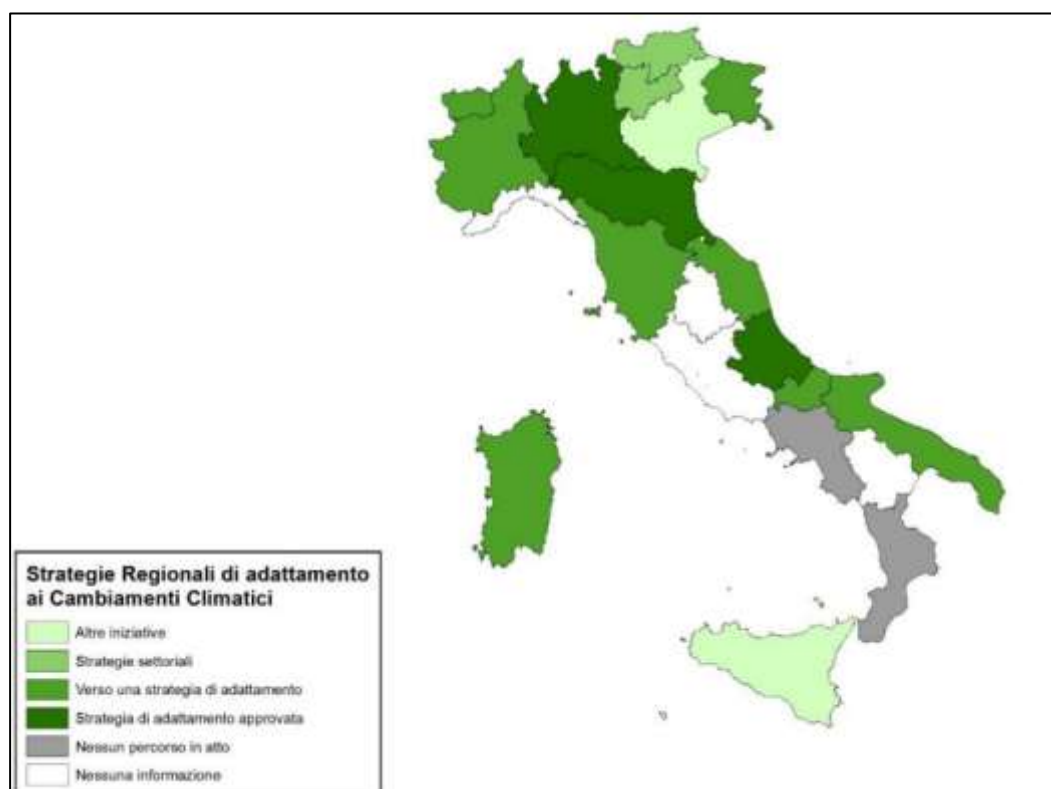 Strategie Regionali di adattamento
ai Cambiamenti Climatici
Altre iniziative
Strategie settoriali
Verso una strategia di adattamento
Strategia di adattamento approvata
Nessun percorso in atto
Nessuna informazione